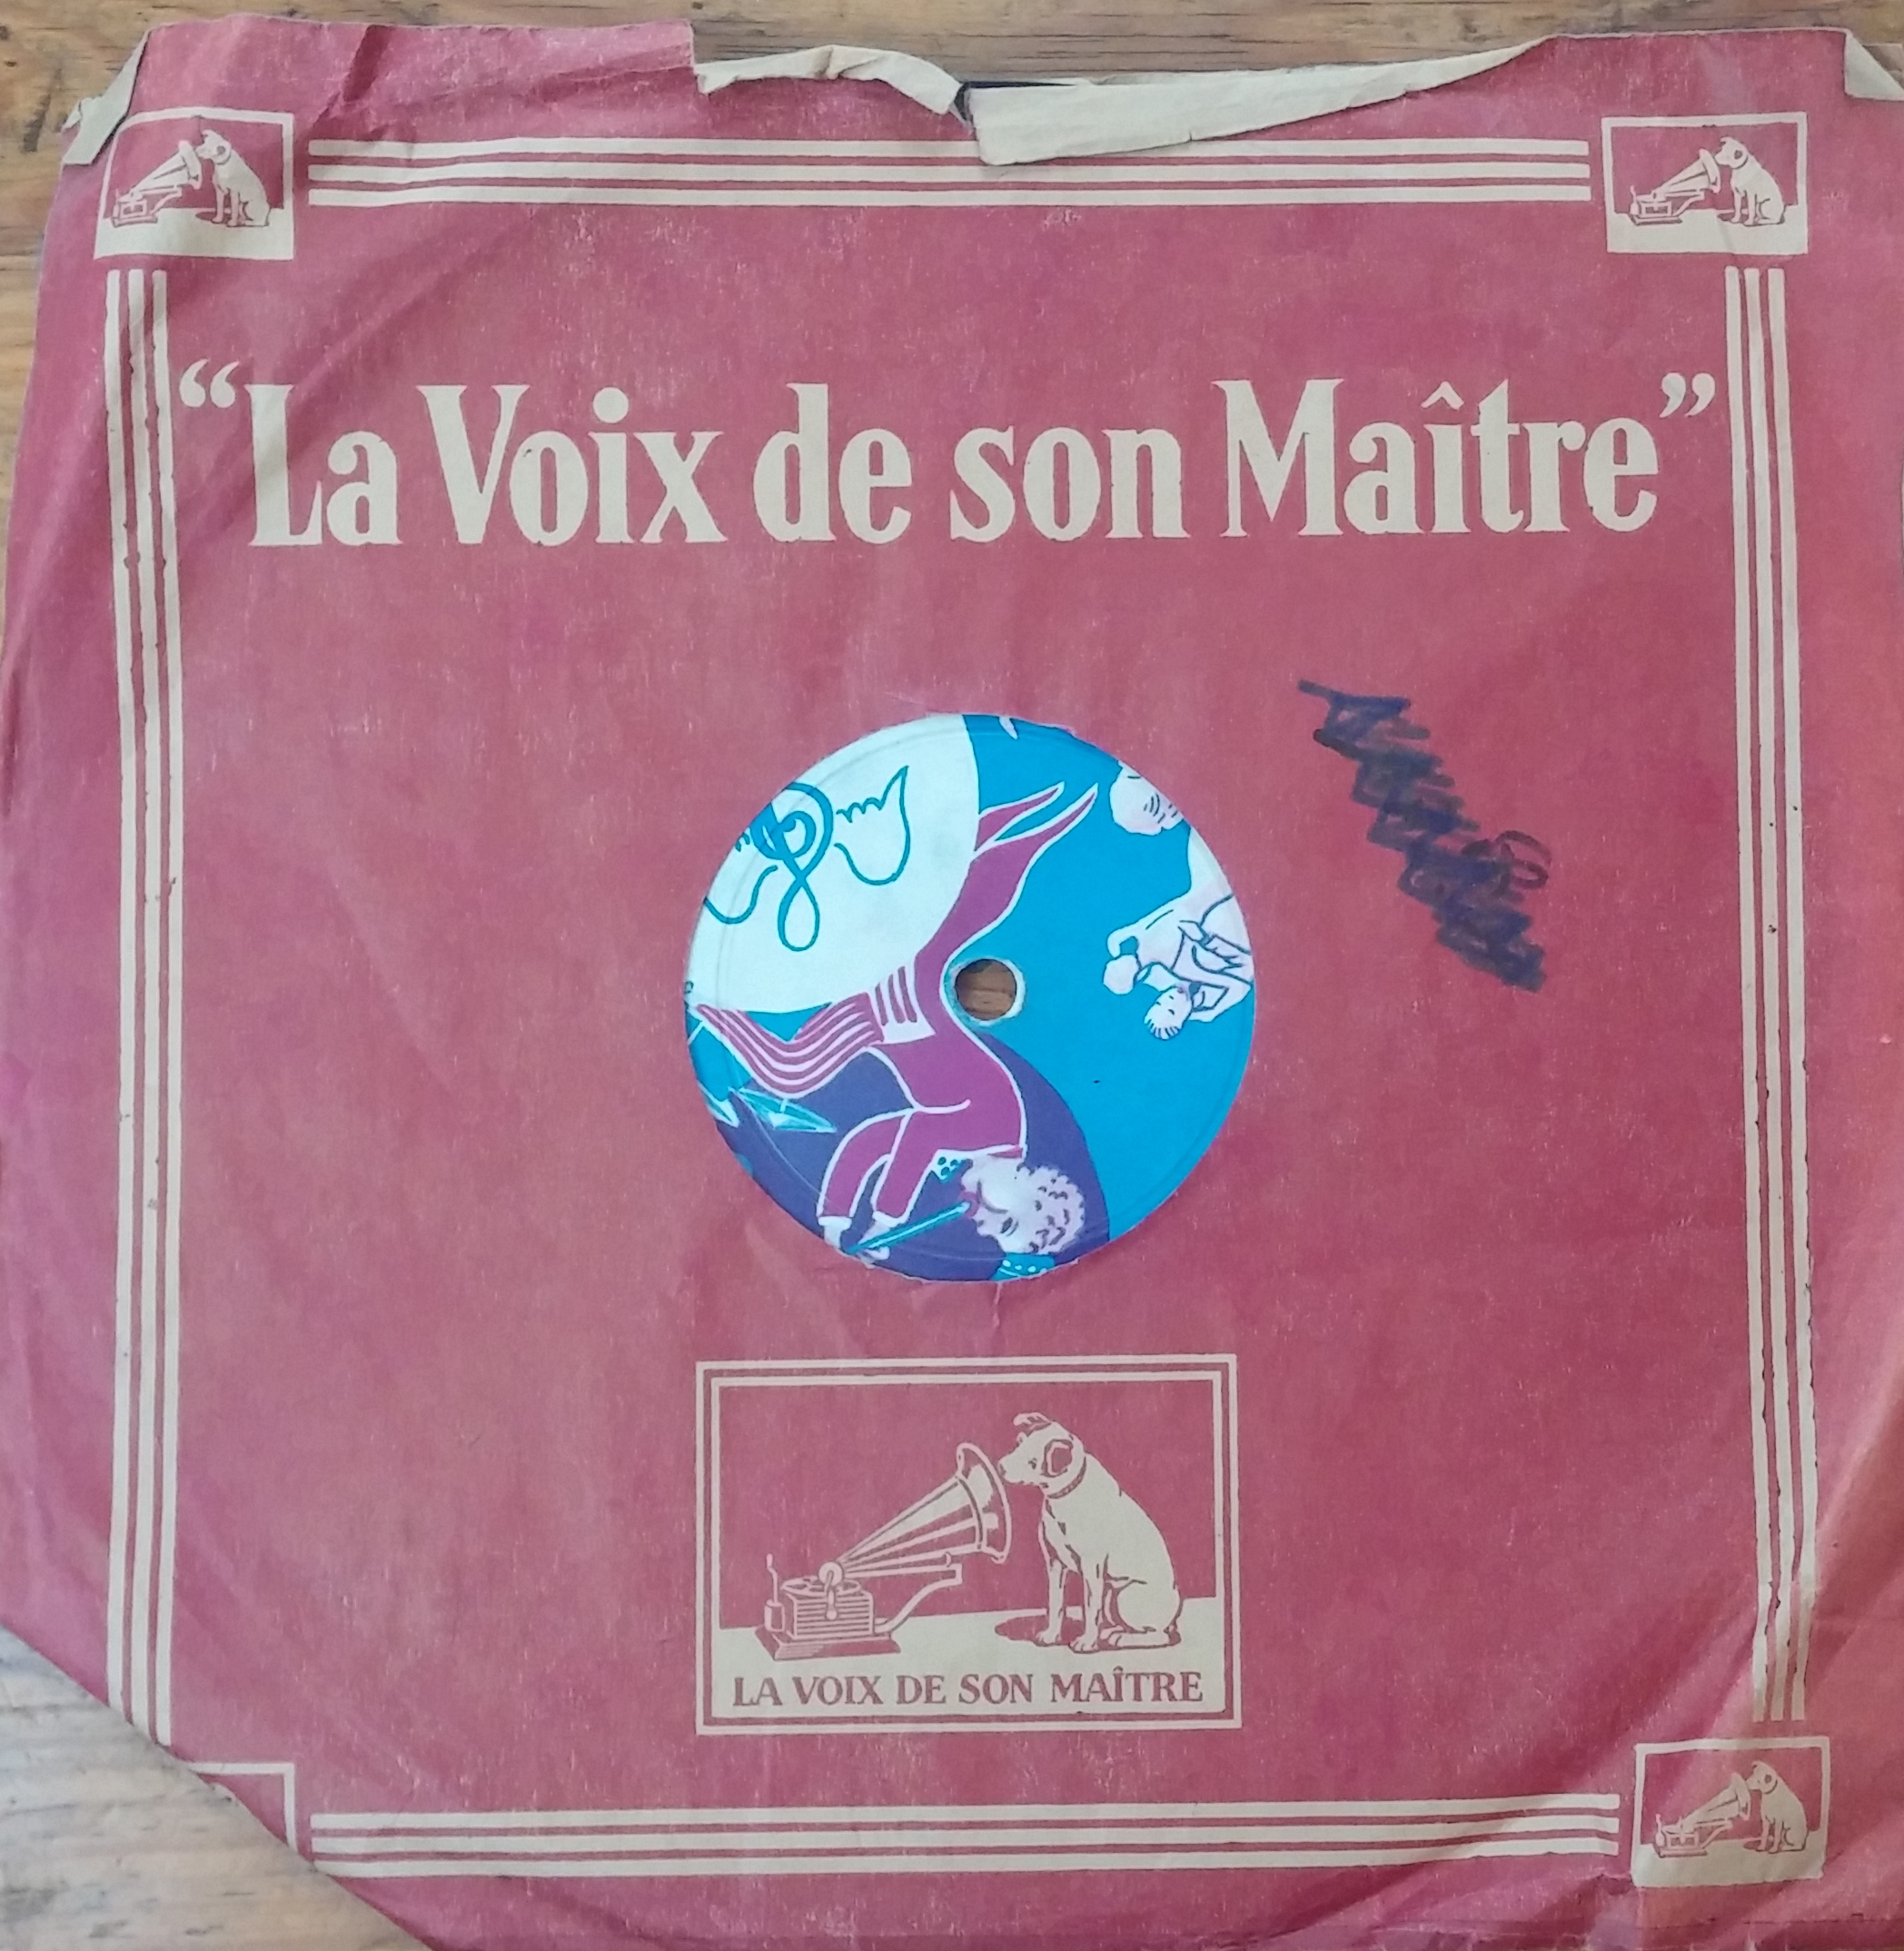 “La Voix de son Maître”
LA VOIX DE SON MAÎTRE